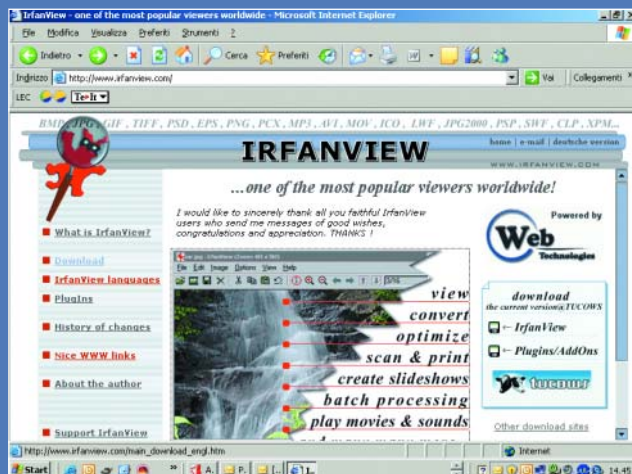 IrfanView - one of the most popular viewers worldwide - Microsoft Internet Explorer
File Modifica Visualizza Preferiti Strumenti ?
Indietro Cerca Preferiti
Indirizzo http://www.irfanview.com/ Vai Collegamenti
LEC Te›It
BMP, JPG, GIF, TIFF, PSD, EPS, PNG, PCX, MP3, AVI, MOV, ICO, LWF, JPG2000, PSP, SWF, CLP, XPM...
IRFANVIEW
home | e-mail | deutsche version
WWW.IRFANVIEW.COM
...one of the most popular viewers worldwide!
I would like to sincerely thank all you faithful IrfanView
users who send me messages of good wishes,
congratulations and appreciation. THANKS !
What is IrfanView?
Download
IrfanView languages
PlugIns
History of changes
Nice WWW links
About the author
Support IrfanView
File Edit Image Options View Help
view
convert
optimize
scan & print
create slideshows
batch processing
play movies & sounds
Powered by
Web
Technologies
download
the current version@TUCOWS
← IrfanView
← Plugins/AddOns
tucows
Other download sites
http://www.irfanview.com/main_download_engl.htm Internet
Start A. P. [.. 1. 14.45